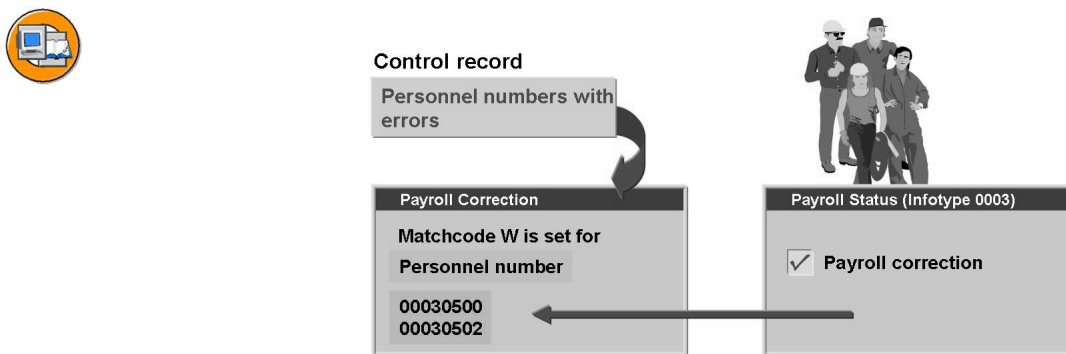 Control record
Personnel numbers with
errors
Payroll Correction
Matchcode W is set for
Personnel number
00030500
00030502
Payroll Status (Infotype 0003)
Payroll correction